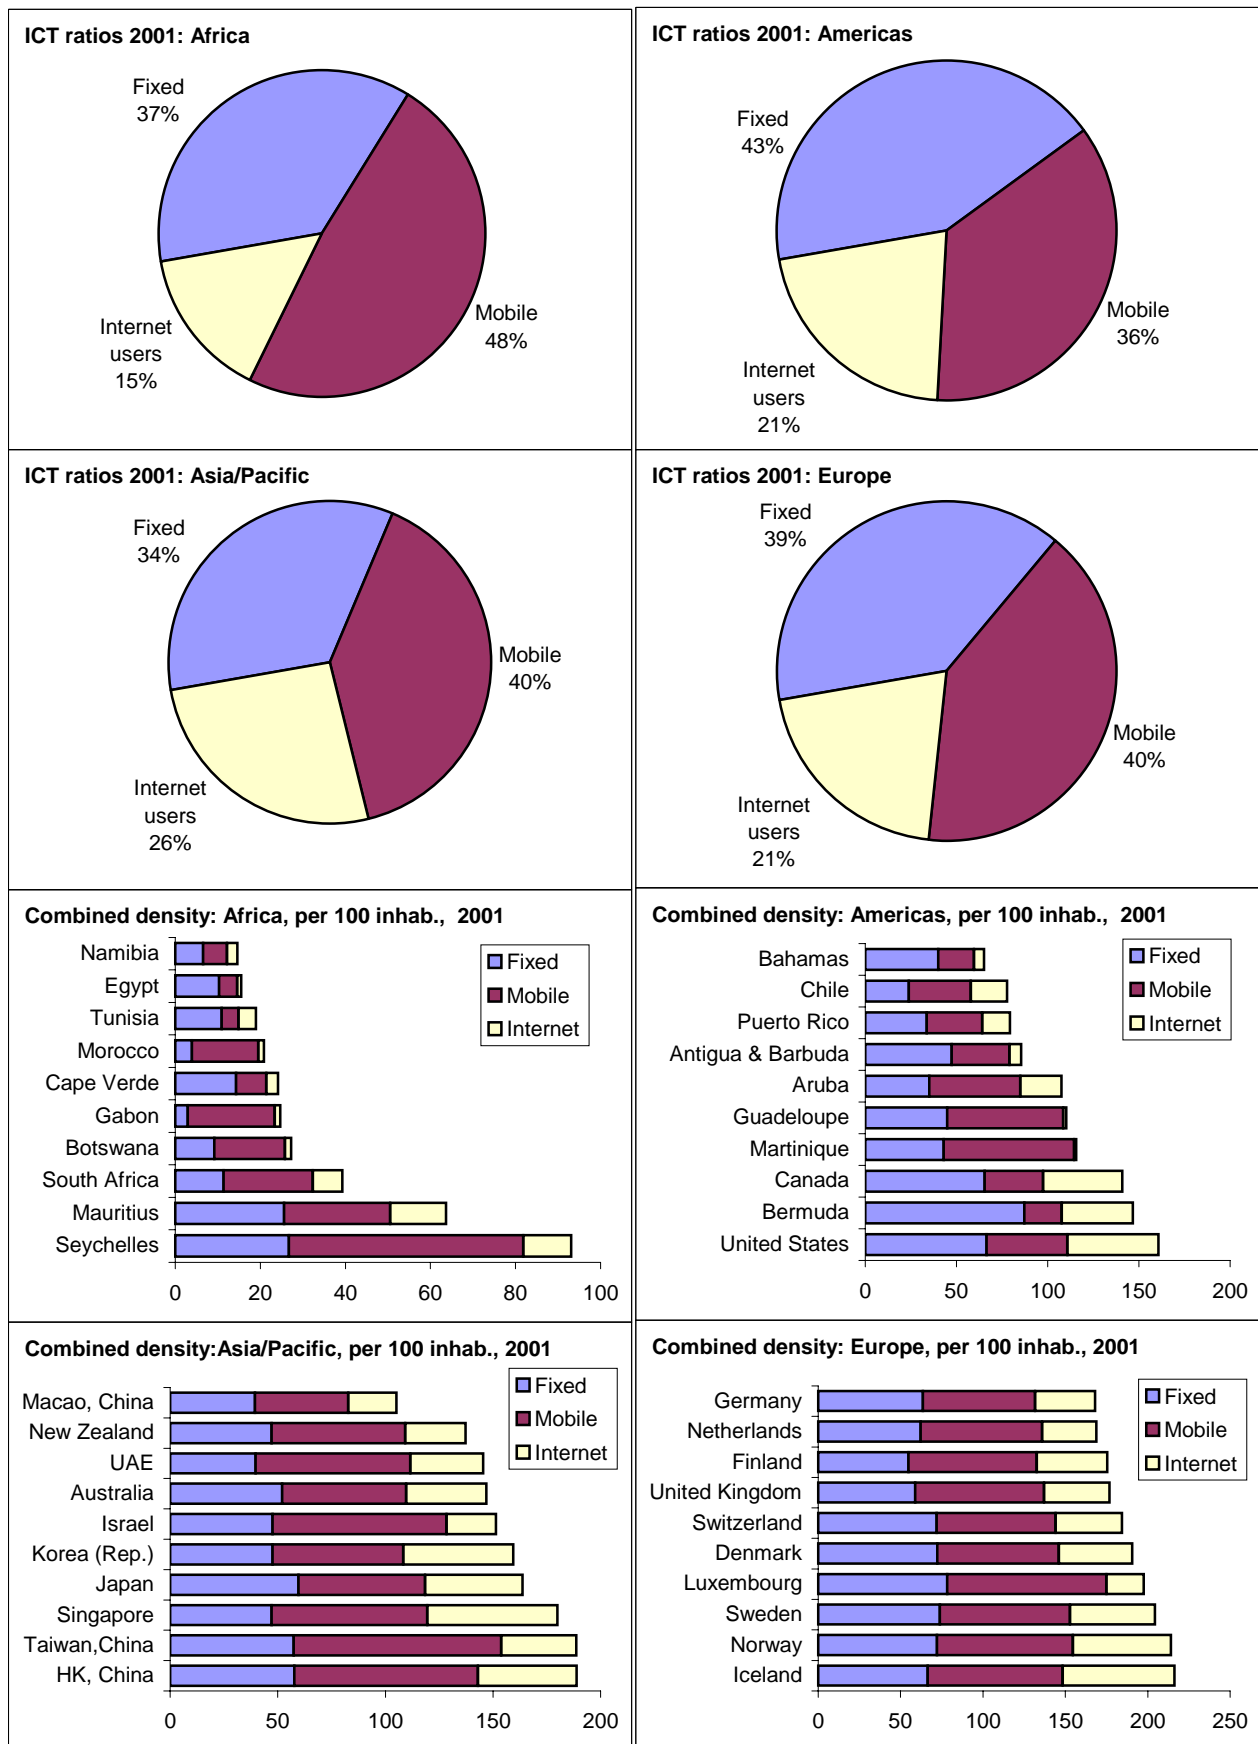 ICT ratios 2001: Africa
Fixed
37%
Mobile
48%
Internet
users
15%
ICT ratios 2001: Americas
Fixed
43%
Mobile
36%
Internet
users
21%
ICT ratios 2001: Asia/Pacific
Fixed
34%
Mobile
40%
Internet
users
26%
ICT ratios 2001: Europe
Fixed
39%
Mobile
40%
Internet
users
21%
Combined density: Africa, per 100 inhab., 2001
Namibia
Egypt
Tunisia
Morocco
Cape Verde
Gabon
Botswana
South Africa
Mauritius
Seychelles
Fixed
Mobile
Internet
0 20 40 60 80 100
Combined density: Americas, per 100 inhab., 2001
Bahamas
Chile
Puerto Rico
Antigua & Barbuda
Aruba
Guadeloupe
Martinique
Canada
Bermuda
United States
Fixed
Mobile
Internet
0 50 100 150 200
Combined density:Asia/Pacific, per 100 inhab., 2001
Macao, China
New Zealand
UAE
Australia
Israel
Korea (Rep.)
Japan
Singapore
Taiwan,China
HK, China
Fixed
Mobile
Internet
0 50 100 150 200
Combined density: Europe, per 100 inhab., 2001
Germany
Netherlands
Finland
United Kingdom
Switzerland
Denmark
Luxembourg
Sweden
Norway
Iceland
Fixed
Mobile
Internet
0 50 100 150 200 250